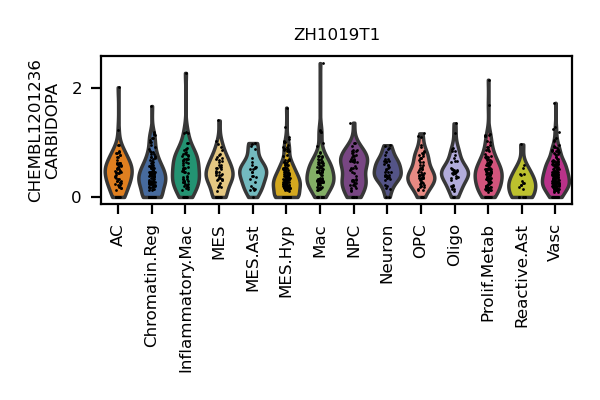 ZH1019T1
CHEMBL1201236
CARBIDOPA
2
0
AC
Chromatin.Reg
Inflammatory.Mac
MES
MES.Ast
MES.Hyp
Mac
NPC
Neuron
OPC
Oligo
Prolif.Metab
Reactive.Ast
Vasc